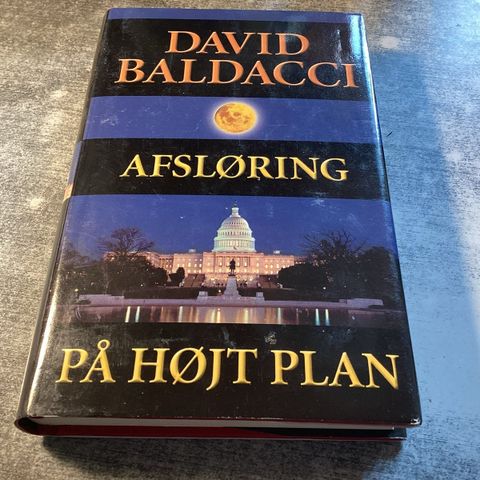 DAVID
BALDACCI
AFSLØRING
PÅ HØJT PLAN